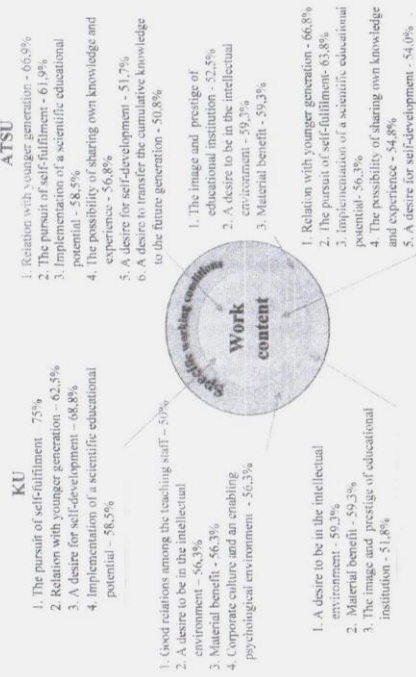 KU
1. The pursuit of self-fulfilment 75%
2. Relation with younger generation – 62,5%
3. A desire for self-development – 68,8%
4. Implementation of a scientific educational
potential – 58,5%
1. Good relations among the teaching staff – 50%
2. A desire to be in the intellectual
environment – 56,3%
3. Material benefit - 56.3%
4. Corporate culture and an enabling
psychological environment - 56,3%
1. A desire to be in the intellectual
environment - 59,3%
2. Material benefit - 59.3%
3. The image and prestige of educational
institution - 51,8%
Specific working conditions
Work
content
ATSU
1. Relation with younger generation - 66,9%
2. The pursuit of self-fulfilment - 61,9%
3. Implementation of a scientific educational
potential - 58,5%
4. The possibility of sharing own knowledge and
experience - 56,8%
5. A desire for self-development - 51,7%
6. A desire to transfer the cumulative knowledge
to the future generation - 50,8%
1. The image and prestige of
educational institution - 52,5%
2. A desire to be in the intellectual
environment - 59,3%
3. Material benefit - 59,3%
1. Relation with younger generation - 66,8%
2. The pursuit of self-fulfilment- 63,8%
3. Implementation of a scientific educational
potential- 56,3%
4. The possibility of sharing own knowledge
and experience - 54,8%
5. A desire for self-development - 54,0%